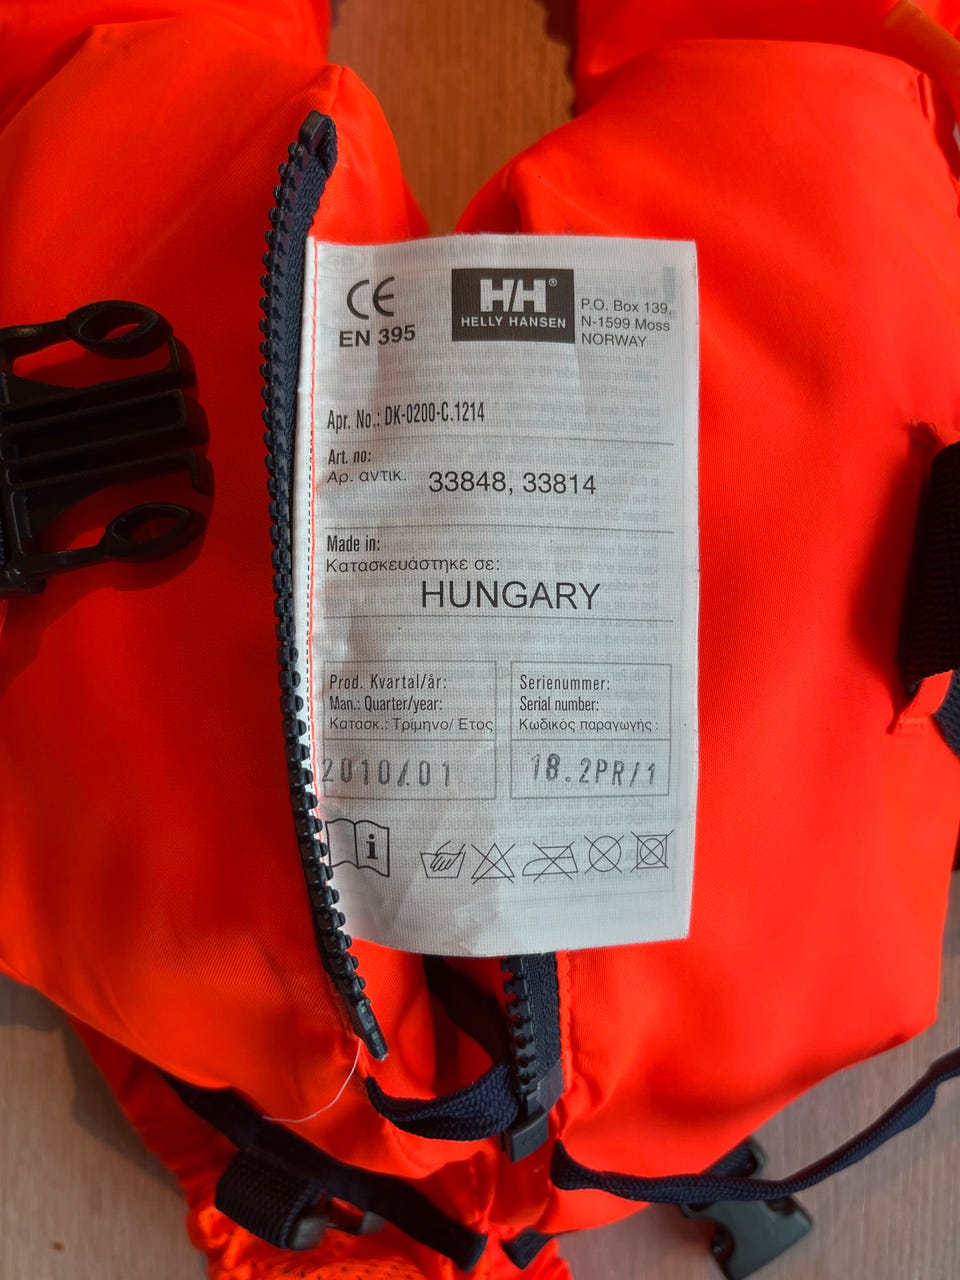 CE
EN 395
HH®
HELLY HANSEN
P.O. Box 139,
N-1599 Moss
NORWAY
Apr. No.: DK-0200-C.1214
Art. no:
Αρ. αντικ. 33848, 33814
Made in:
Κατασκευάστηκε σε:
HUNGARY
Prod. Kvartal/år:
Man.: Quarter/year:
Κατασκ.: Τρίμηνο/ Ετος
2010/01
Serienummer:
Serial number:
Κωδικός παραγωγής :
18.2PR/1
i